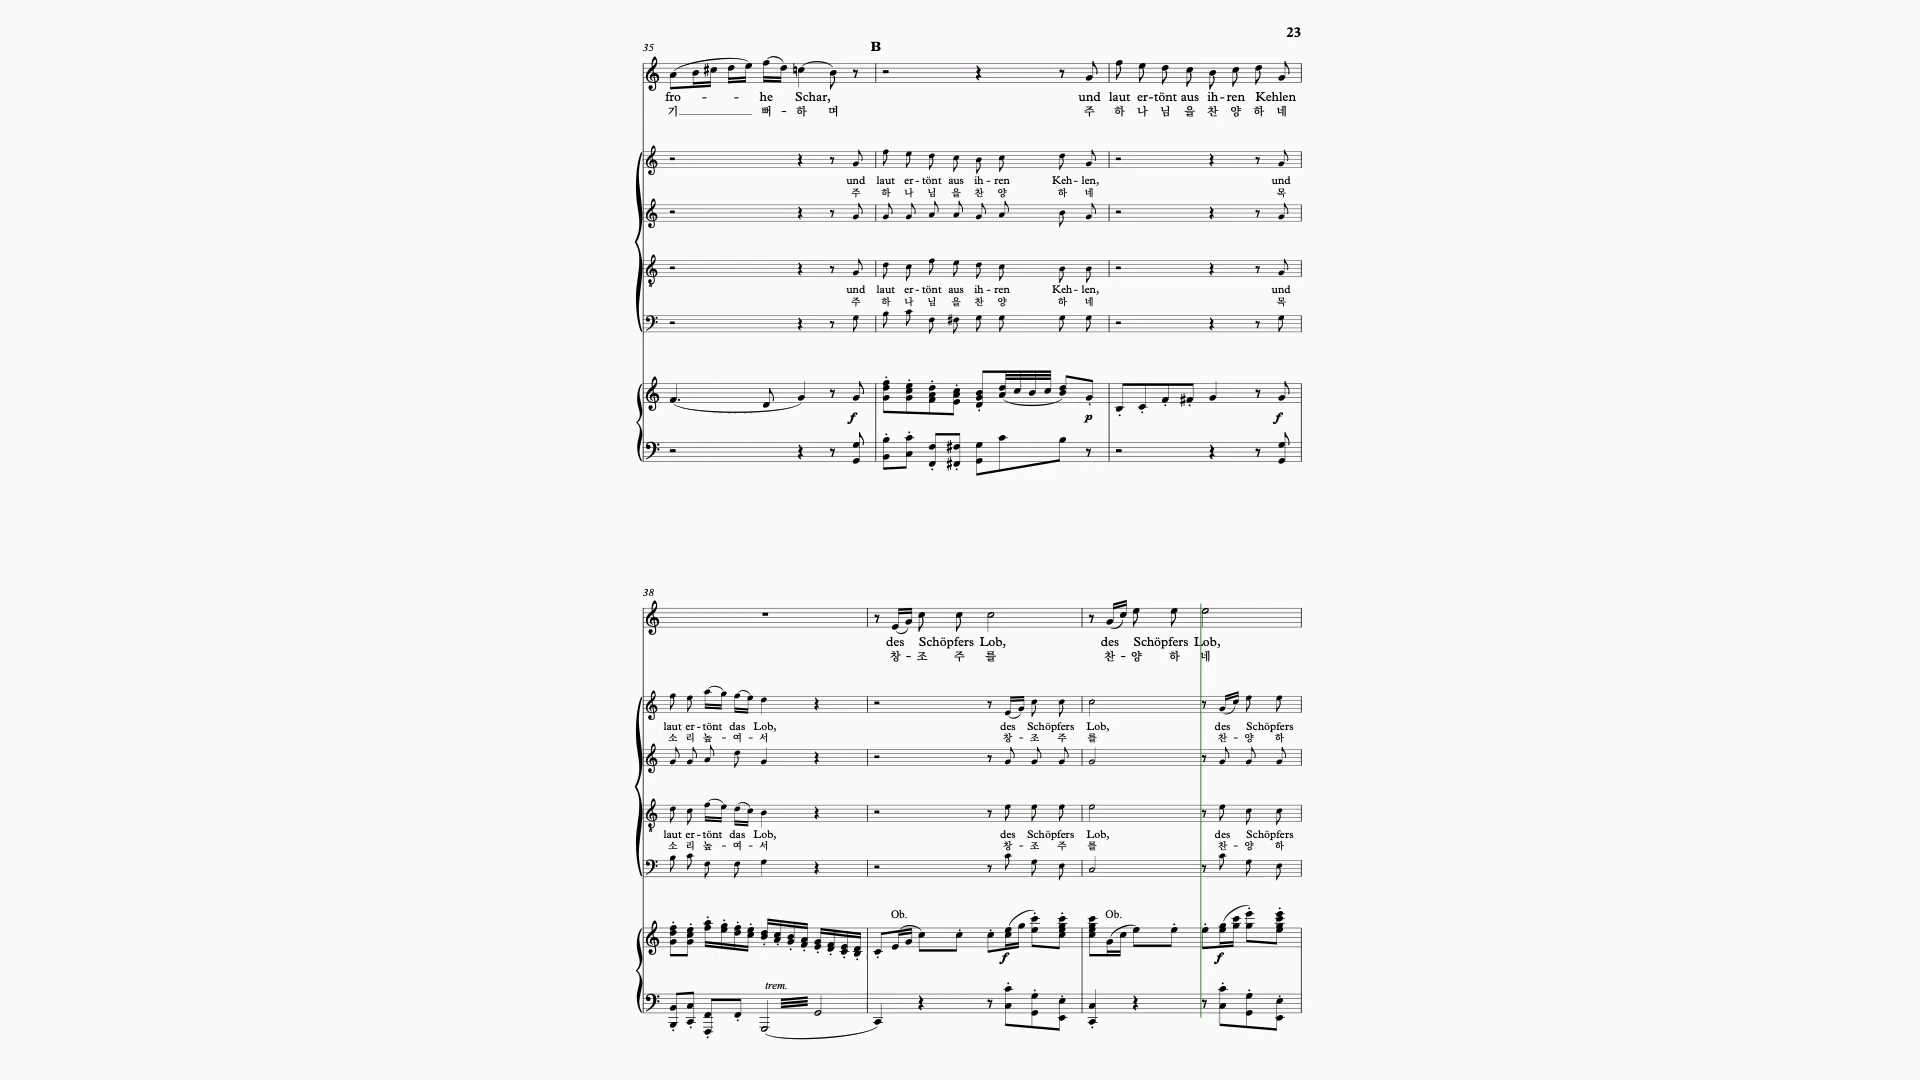 23
35
B
fro - - - he Schar, und laut er-tönt aus ih-ren Kehlen
기 뻐 - 하 며 주 하 나 님 을 찬 양 하 네
und laut er-tönt aus ih-ren Keh-len, und
주 하 나 님 을 찬 양 하 네 목
und laut er-tönt aus ih-ren Keh-len, und
주 하 나 님 을 찬 양 하 네 목
f p f
38
des Schöpfers Lob, des Schöpfers Lob,
창 - 조 주 를 찬 - 양 하 네
laut er-tönt das Lob, des Schöpfers Lob, des Schöpfers
소 리 높 - 여 - 서 창 - 조 주 를 찬 - 양 하
laut er-tönt das Lob, des Schöpfers Lob, des Schöpfers
소 리 높 - 여 - 서 창 - 조 주 를 찬 - 양 하
Ob. Ob.
f f
trem.